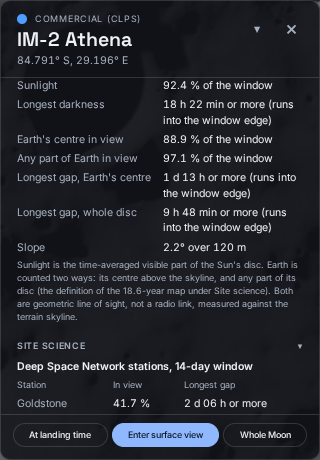 COMMERCIAL (CLPS)
IM-2 Athena
84.791° S, 29.196° E
Sunlight 92.4 % of the window
Longest darkness 18 h 22 min or more (runs
into the window edge)
Earth's centre in view 88.9 % of the window
Any part of Earth in view 97.1 % of the window
Longest gap, Earth's centre 1 d 13 h or more (runs into
the window edge)
Longest gap, whole disc 9 h 48 min or more (runs
into the window edge)
Slope 2.2° over 120 m
Sunlight is the time-averaged visible part of the Sun's disc. Earth is
counted two ways: its centre above the skyline, and any part of its
disc (the definition of the 18.6-year map under Site science). Both
are geometric line of sight, not a radio link, measured against the
terrain skyline.
SITE SCIENCE
Deep Space Network stations, 14-day window
Station In view Longest gap
Goldstone 41.7 % 2 d 06 h or more
At landing time Enter surface view Whole Moon